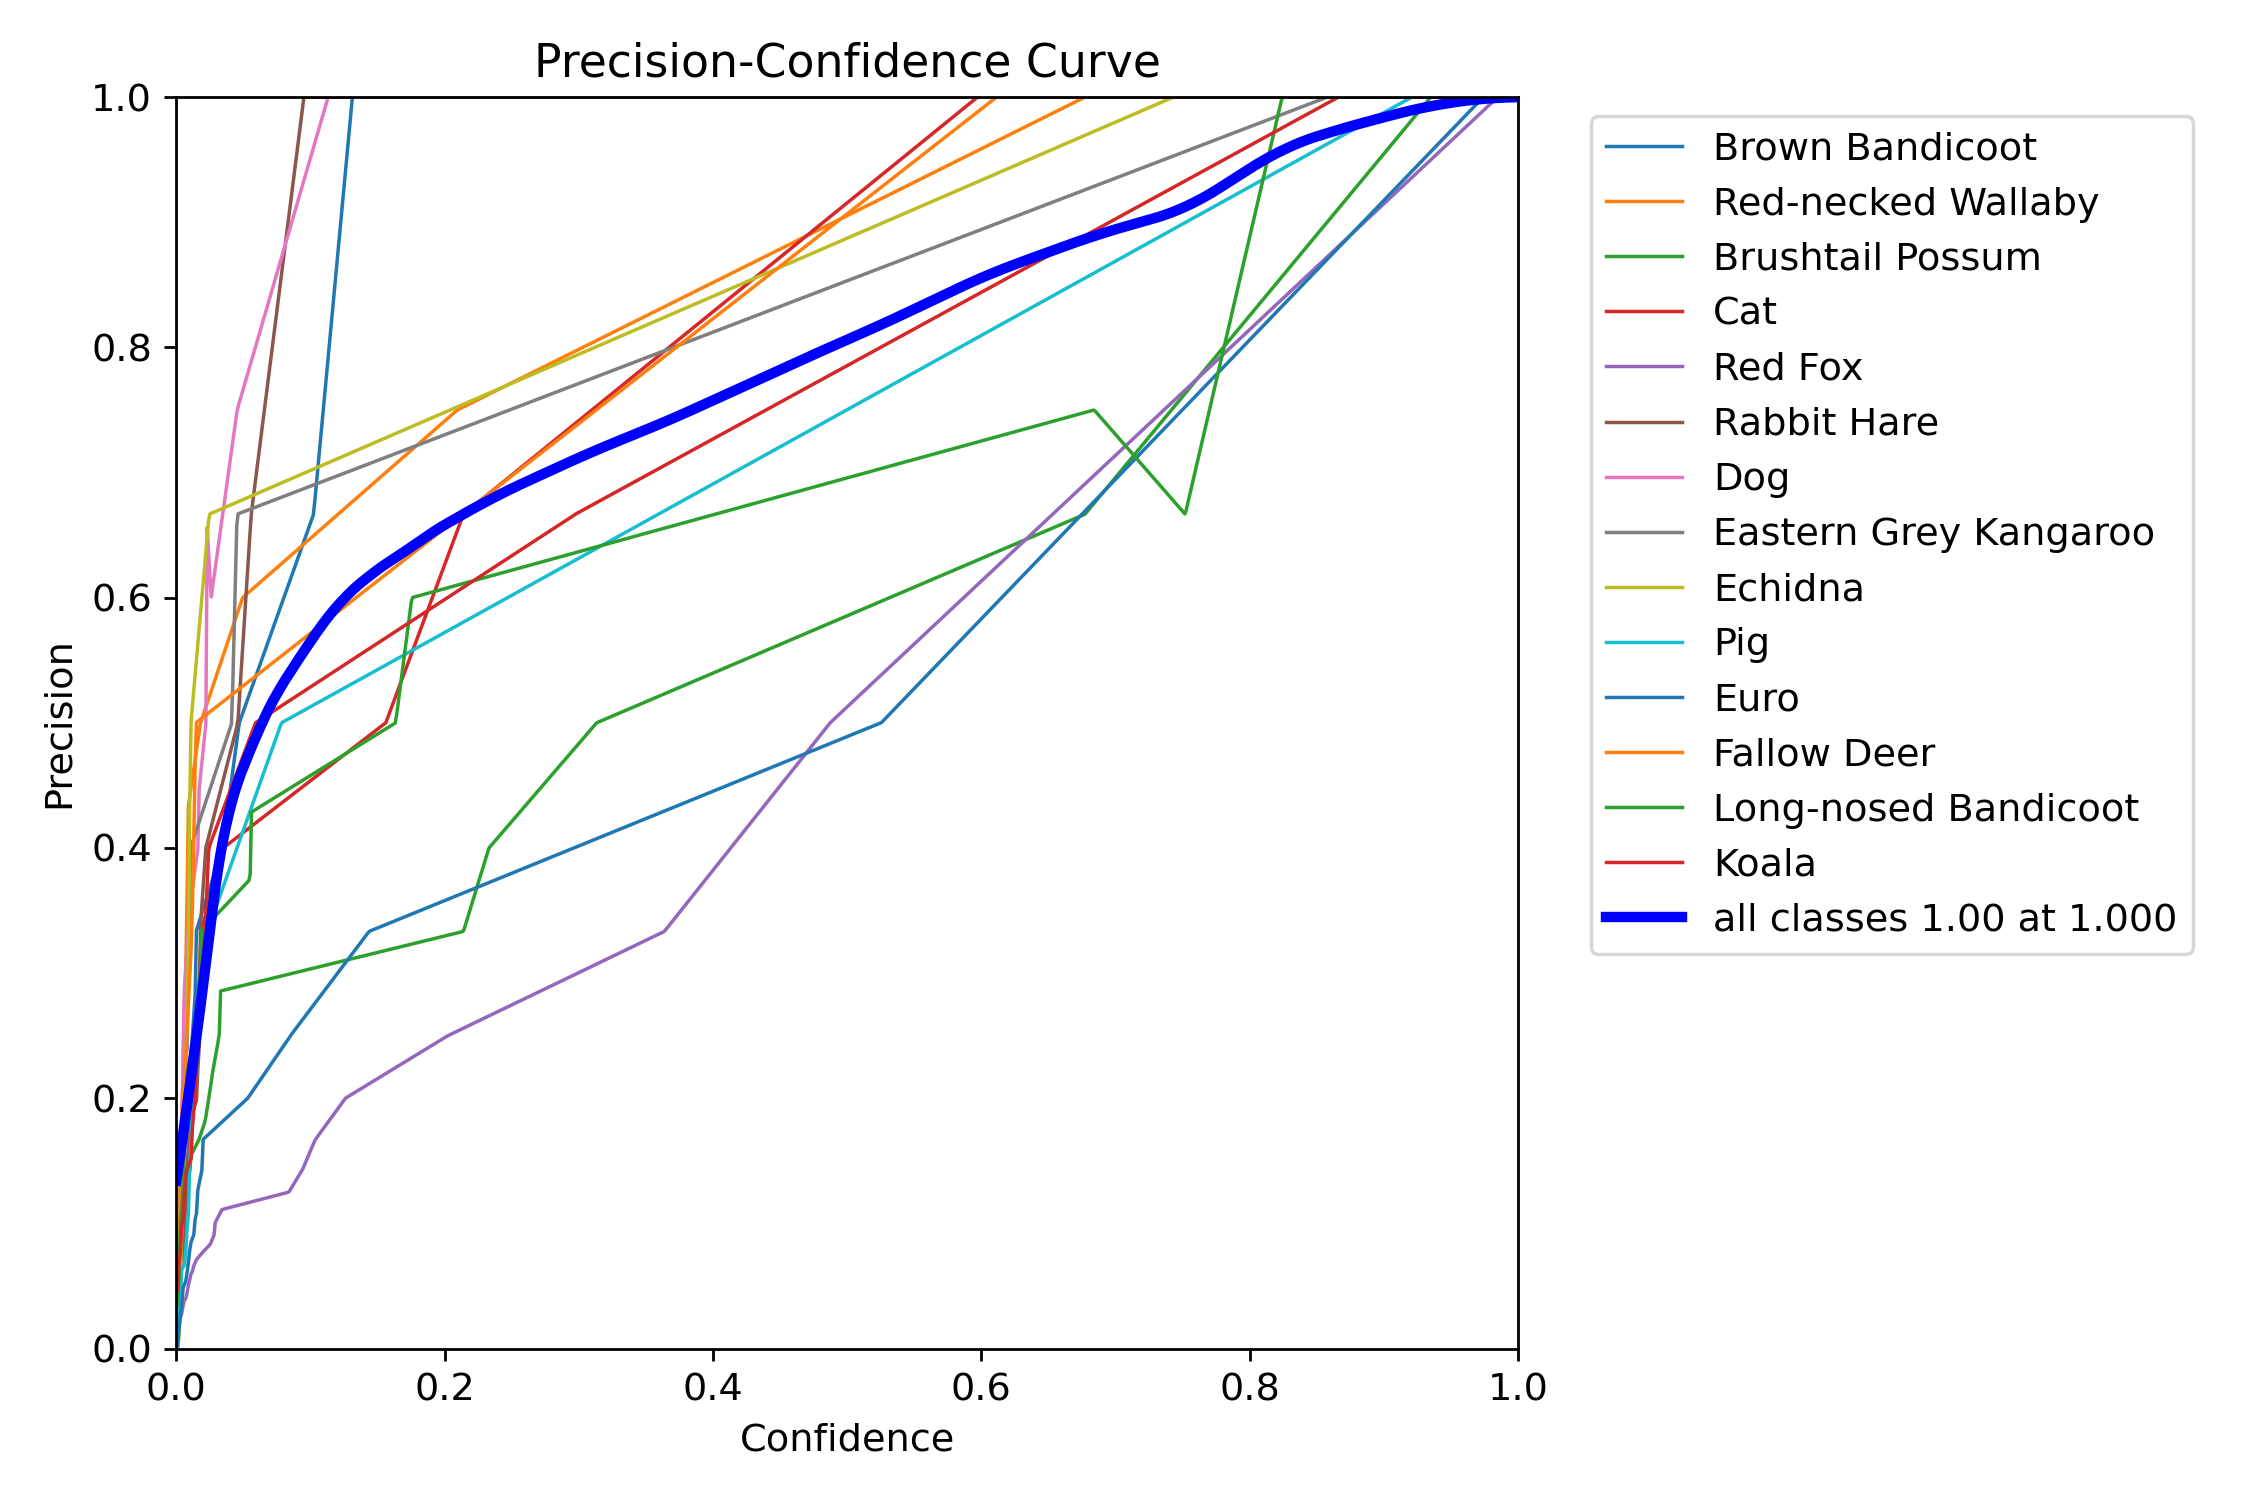 Precision-Confidence Curve
1.0
0.8
0.6
0.4
0.2
0.0
Precision
0.0 0.2 0.4 0.6 0.8 1.0
Confidence
Brown Bandicoot
Red-necked Wallaby
Brushtail Possum
Cat
Red Fox
Rabbit Hare
Dog
Eastern Grey Kangaroo
Echidna
Pig
Euro
Fallow Deer
Long-nosed Bandicoot
Koala
all classes 1.00 at 1.000